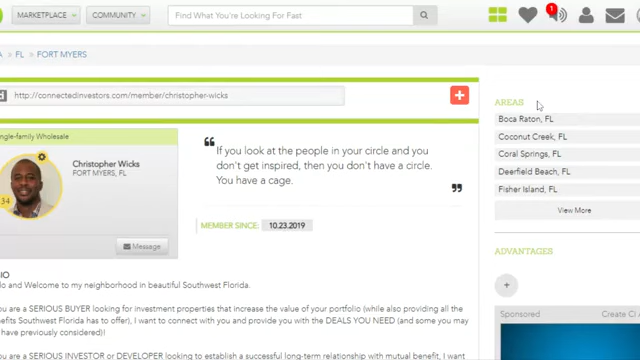 MARKETPLACE
COMMUNITY
Find What You're Looking For Fast
1
FL » FORT MYERS
http://connectedinvestors.com/member/christopher-wicks
ngle-family Wholesale
Christopher Wicks
FORT MYERS, FL
34
Message
“If you look at the people in your circle and you
don't get inspired, then you don't have a circle.
You have a cage. ”
MEMBER SINCE: 10.23.2019
IO
lo and Welcome to my neighborhood in beautiful Southwest Florida.
ou are a SERIOUS BUYER looking for investment properties that increase the value of your portfolio (while also providing all the
nefits Southwest Florida has to offer), I want to connect with you and provide you with the DEALS YOU NEED (and some you may
t have previously considered)!
ou are a SERIOUS INVESTOR or DEVELOPER looking to establish a successful long-term relationship with mutual benefit, I want
AREAS
Boca Raton, FL
Coconut Creek, FL
Coral Springs, FL
Deerfield Beach, FL
Fisher Island, FL
View More
ADVANTAGES
+
Sponsored
Create CI A